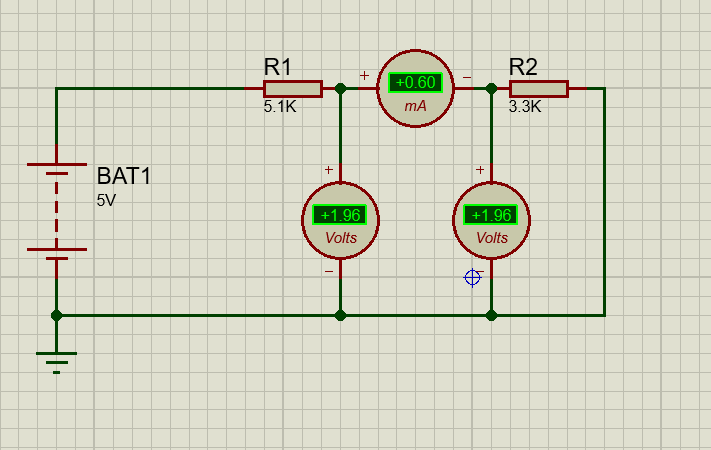 R1
5.1K
+
+0.60
mA
−
R2
3.3K
BAT1
5V
+
+1.96
Volts
−
+
+1.96
Volts
−